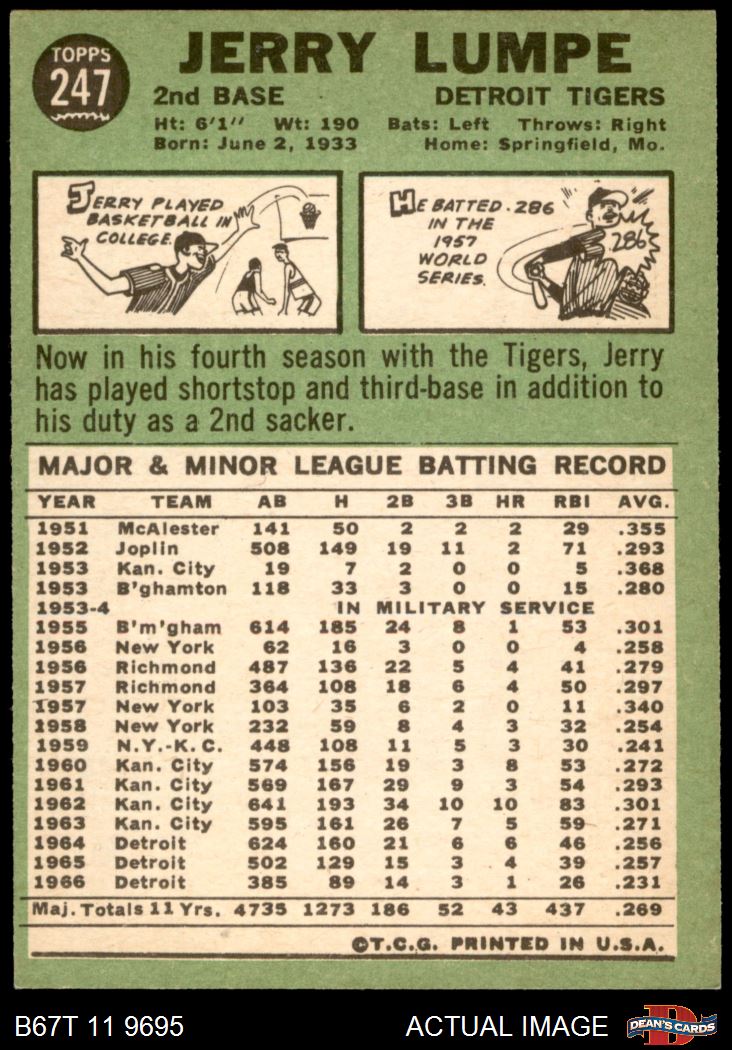 TOPPS
247
JERRY LUMPE
2nd BASE DETROIT TIGERS
Ht: 6'1" Wt: 190 Bats: Left Throws: Right
Born: June 2, 1933 Home: Springfield, Mo.
JERRY PLAYED
BASKETBALL IN
COLLEGE.
HE BATTED .286
IN THE
1957
WORLD
SERIES.
286
Now in his fourth season with the Tigers, Jerry
has played shortstop and third-base in addition to
his duty as a 2nd sacker.
MAJOR & MINOR LEAGUE BATTING RECORD
YEAR TEAM AB H 2B 3B HR RBI AVG.
1951 McAlester 141 50 2 2 2 29 .355
1952 Joplin 508 149 19 11 2 71 .293
1953 Kan. City 19 7 2 0 0 5 .368
1953 B'ghamton 118 33 3 0 0 15 .280
1953-4 IN MILITARY SERVICE
1955 B'm'gham 614 185 24 8 1 53 .301
1956 New York 62 16 3 0 0 4 .258
1956 Richmond 487 136 22 5 4 41 .279
1957 Richmond 364 108 18 6 4 50 .297
1957 New York 103 35 6 2 0 11 .340
1958 New York 232 59 8 4 3 32 .254
1959 N.Y.-K.C. 448 108 11 5 3 30 .241
1960 Kan. City 574 156 19 3 8 53 .272
1961 Kan. City 569 167 29 9 3 54 .293
1962 Kan. City 641 193 34 10 10 83 .301
1963 Kan. City 595 161 26 7 5 59 .271
1964 Detroit 624 160 21 6 6 46 .256
1965 Detroit 502 129 15 3 4 39 .257
1966 Detroit 385 89 14 3 1 26 .231
Maj. Totals 11 Yrs. 4735 1273 186 52 43 437 .269
©T.C.G. PRINTED IN U.S.A.
B67T 11 9695 ACTUAL IMAGE
D
DEAN'S CARDS